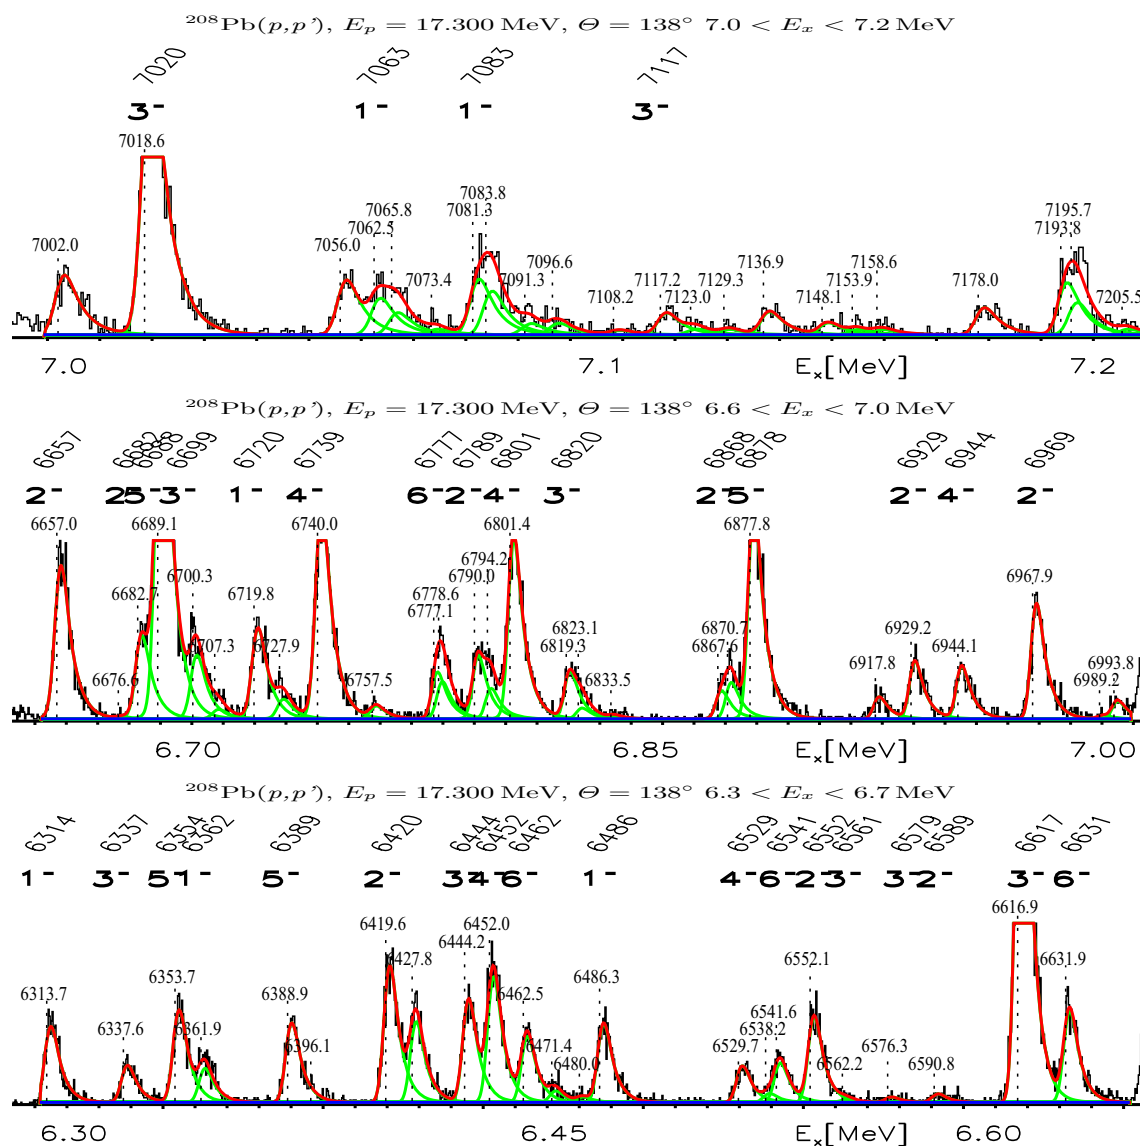 ²⁰⁸Pb(p,p'), E_p = 17.300 MeV, Θ = 138° 7.0 < E_x < 7.2 MeV
7020 7063 7083 7117
3- 1- 1- 3-
7018.6
7083.8
7065.8 7081.3 7195.7
7062.5 7193.8
7002.0 7056.0 7096.6 7136.9 7158.6
7073.4 7091.3 7117.2 7129.3 7153.9 7178.0
7108.2 7123.0 7148.1 7205.5
7.0 7.1 Eₓ[MeV] 7.2
²⁰⁸Pb(p,p'), E_p = 17.300 MeV, Θ = 138° 6.6 < E_x < 7.0 MeV
6657 6682 6688 6699 6720 6739 6777 6789 6801 6820 6868 6878 6929 6944 6969
2- 2- 5- 3- 1- 4- 6- 2- 4- 3- 2- 5- 2- 4- 2-
6657.0 6689.1 6740.0 6801.4 6877.8
6794.2
6700.3 6790.0 6967.9
6682.7 6719.8 6778.6
6777.1 6823.1 6870.7 6929.2
6707.3 6727.9 6819.3 6867.6 6944.1
6917.8 6993.8
6676.6 6757.5 6833.5 6989.2
6.70 6.85 Eₓ[MeV] 7.00
²⁰⁸Pb(p,p'), E_p = 17.300 MeV, Θ = 138° 6.3 < E_x < 6.7 MeV
6314 6337 6354 6362 6389 6420 6444 6452 6462 6486 6529 6541 6552 6561 6579 6589 6617 6631
1- 3- 5- 1- 5- 2- 3- 4- 6- 1- 4- 6- 2- 3- 3- 2- 3- 6-
6616.9
6419.6 6452.0
6444.2
6427.8 6552.1 6631.9
6353.7 6486.3
6313.7 6388.9 6462.5
6541.6
6337.6 6361.9 6538.2
6396.1 6471.4 6529.7 6576.3
6480.0 6562.2 6590.8
6.30 6.45 Eₓ[MeV] 6.60